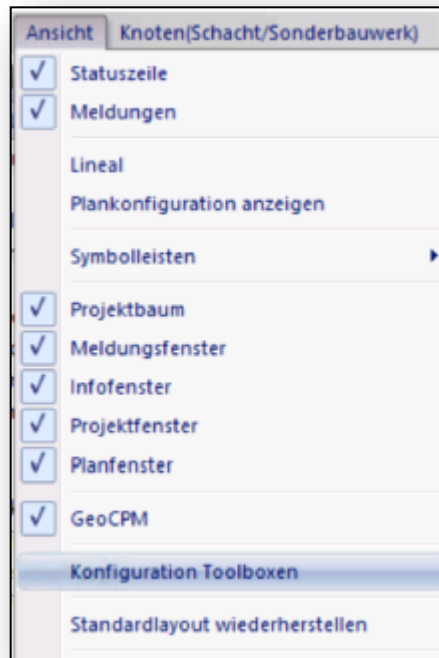 Ansicht Knoten(Schacht/Sonderbauwerk)
Statuszeile
Meldungen
Lineal
Plankonfiguration anzeigen
Symbolleisten
Projektbaum
Meldungsfenster
Infofenster
Projektfenster
Planfenster
GeoCPM
Konfiguration Toolboxen
Standardlayout wiederherstellen